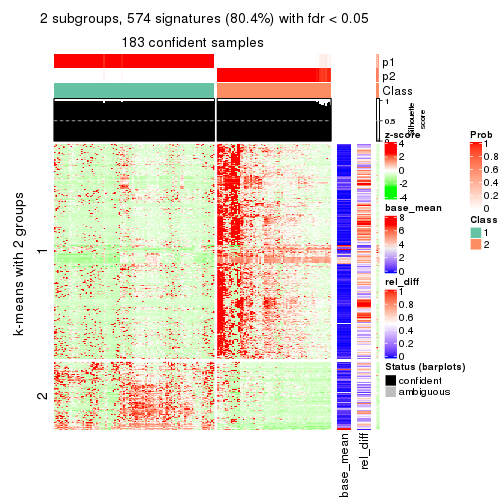 2 subgroups, 574 signatures (80.4%) with fdr < 0.05
183 confident samples
p1
p2
Class
1
0.5
0
Silhouette
score
k-means with 2 groups
1
2
base_mean
rel_diff
z-score
4
2
0
-2
-4
base_mean
8
6
4
2
0
rel_diff
1
0.8
0.6
0.4
0.2
0
Status (barplots)
confident
ambiguous
Prob
1
0.8
0.6
0.4
0.2
0
Class
1
2